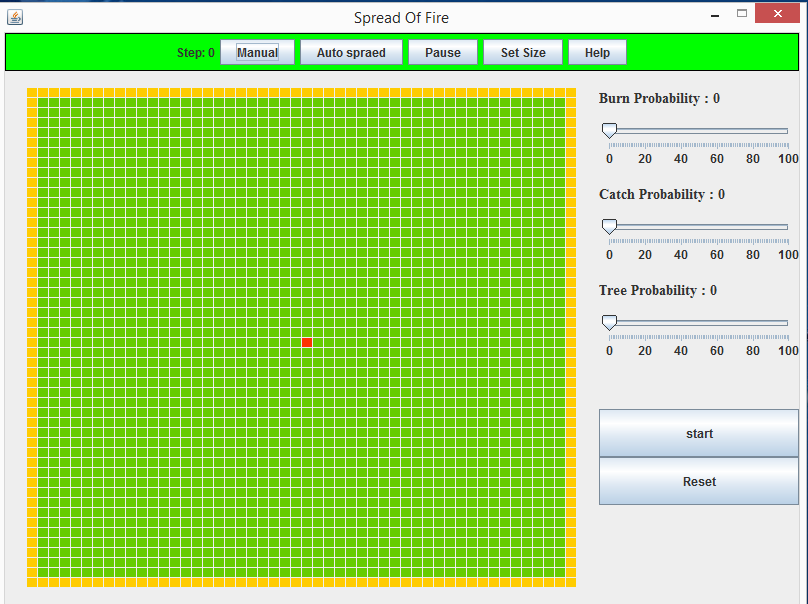 Spread Of Fire
Step: 0 Manual Auto spraed Pause Set Size Help
Burn Probability : 0
0 20 40 60 80 100
Catch Probability : 0
0 20 40 60 80 100
Tree Probability : 0
0 20 40 60 80 100
start
Reset